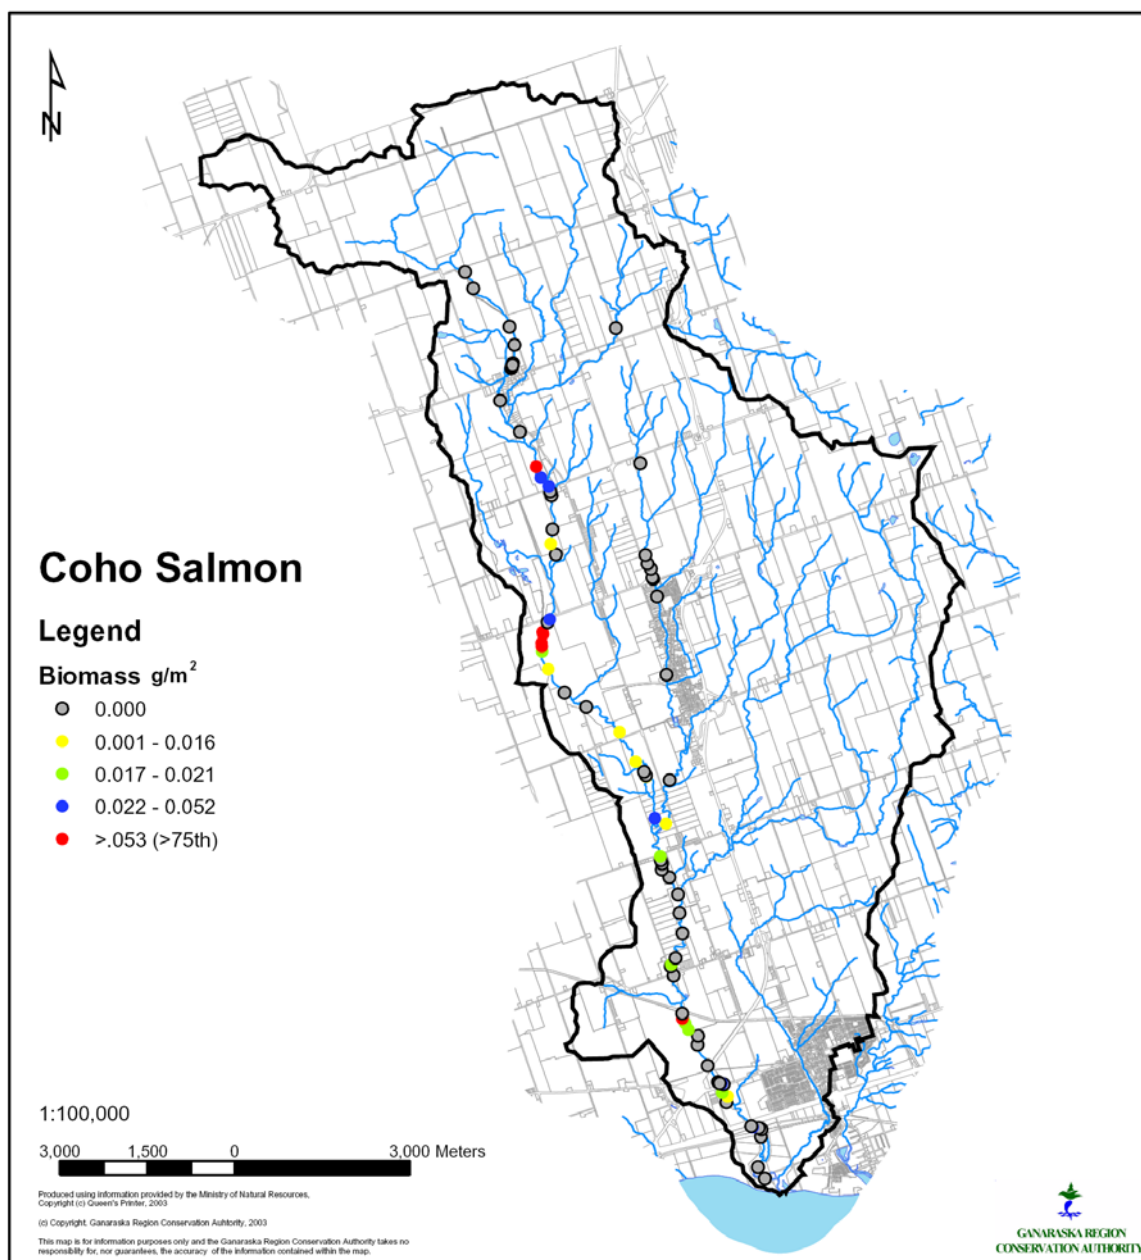 N
Coho Salmon
Legend
Biomass g/m²
0.000
0.001 - 0.016
0.017 - 0.021
0.022 - 0.052
>.053 (>75th)
1:100,000
3,000 1,500 0 3,000 Meters
Produced using information provided by the Ministry of Natural Resources,
Copyright (c) Queen's Printer, 2003
(c) Copyright. Ganaraska Region Conservation Auhtority, 2003
This map is for information purposes only and the Ganaraska Region Conservation Authority takes no
responsibility for, nor guarantees, the accuracy of the information contained within the map.
GANARASKA REGION
CONSERVATION AUTHORITY